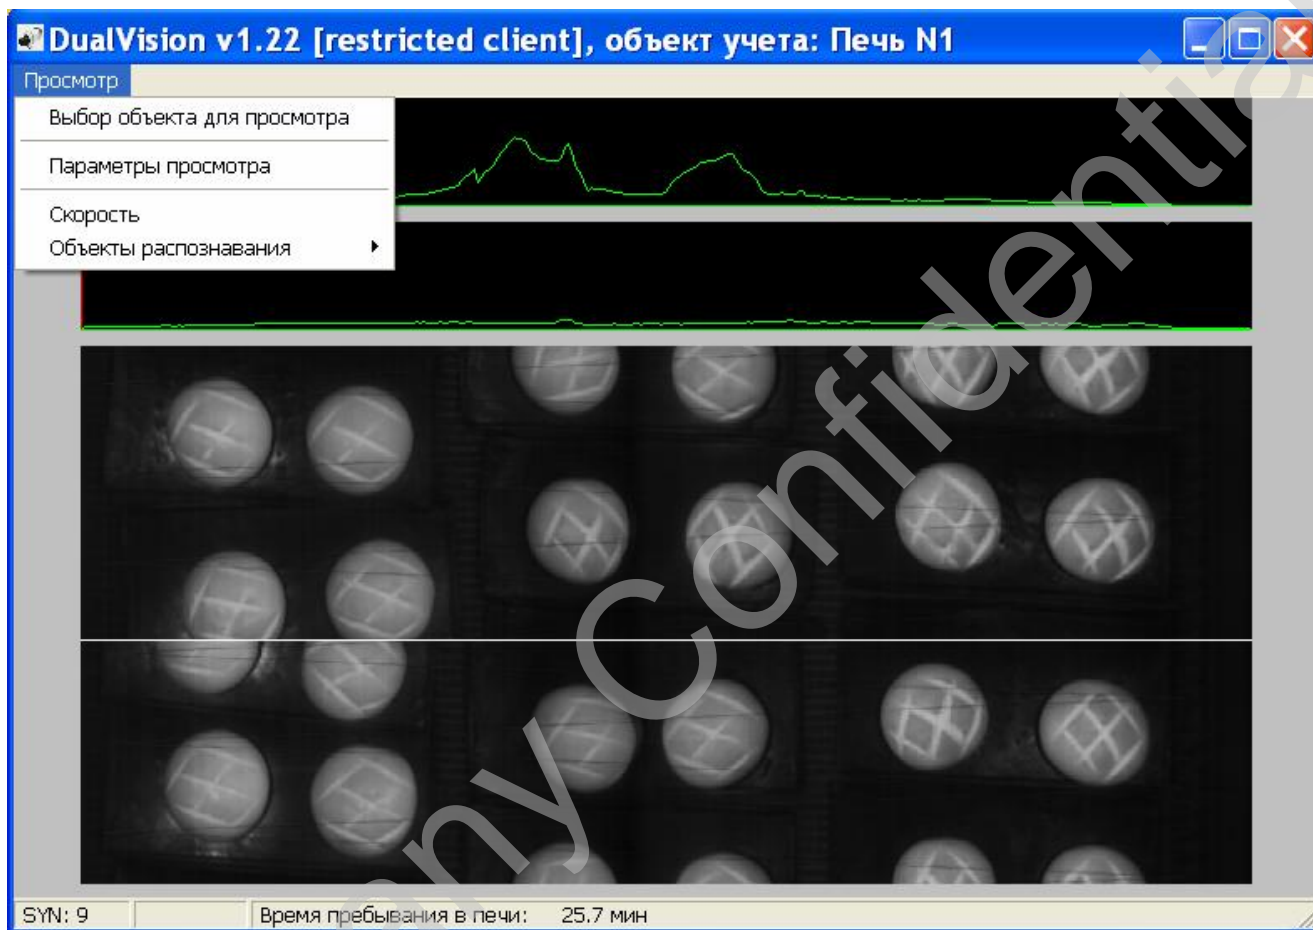 DualVision v1.22 [restricted client], объект учета: Печь N1
Просмотр
Выбор объекта для просмотра
Параметры просмотра
Скорость
Объекты распознавания
SYN: 9
Время пребывания в печи: 25.7 мин
any Confidential